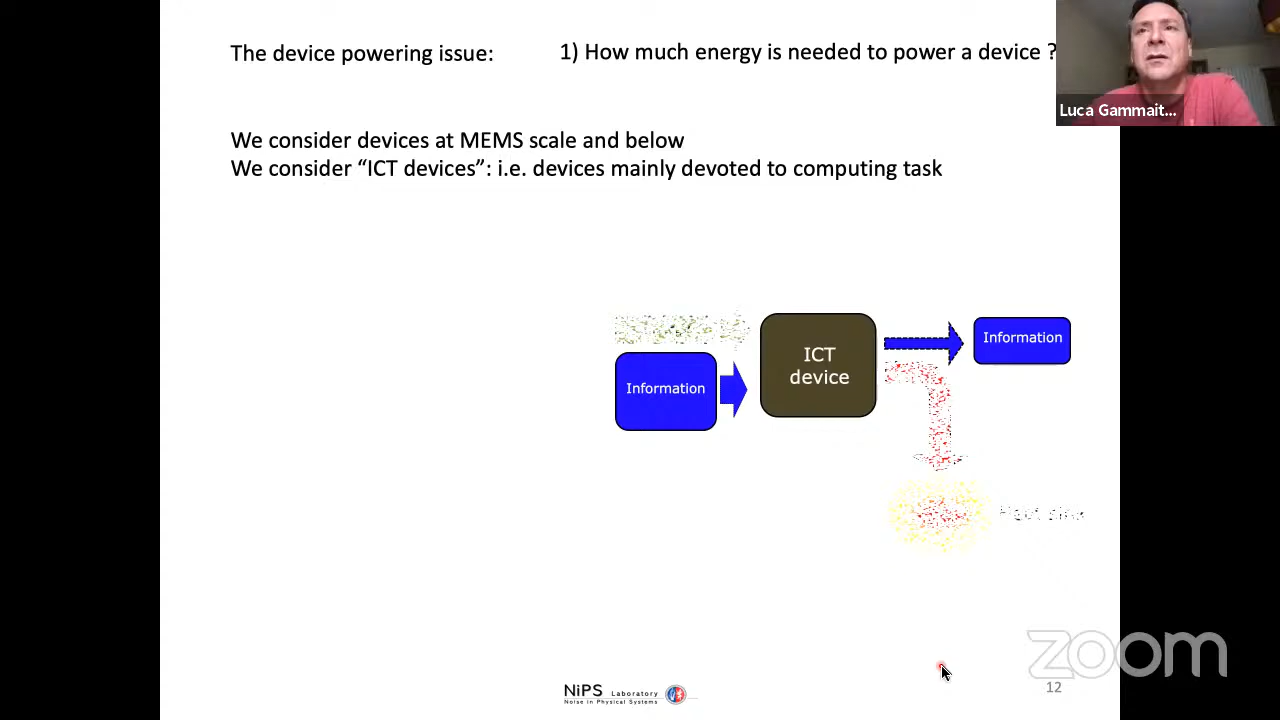 The device powering issue:
1) How much energy is needed to power a device ?
Luca Gammait...
We consider devices at MEMS scale and below
We consider “ICT devices”: i.e. devices mainly devoted to computing task
Information
ICT
device
Information
zoom
12
NiPS Laboratory
Noise in Physical Systems